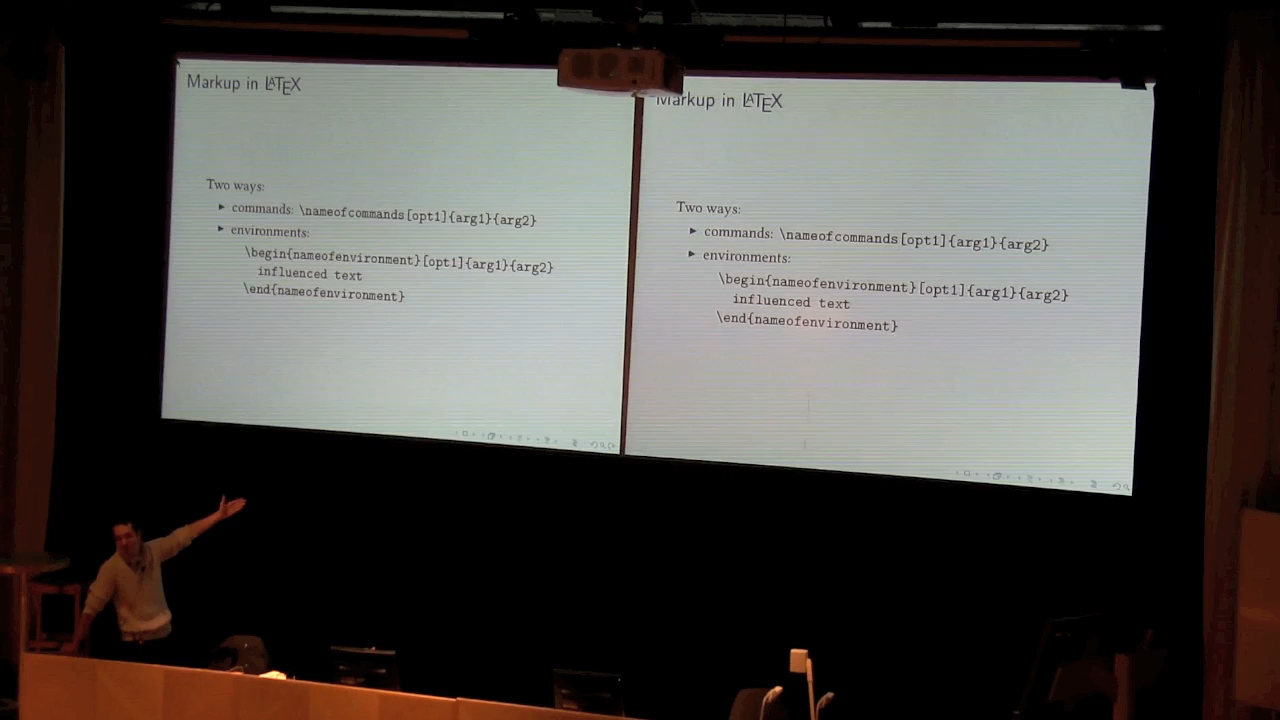 Markup in LATEX
Two ways:
▶ commands: \nameofcommands[opt1]{arg1}{arg2}
▶ environments:
\begin{nameofenvironment}[opt1]{arg1}{arg2}
influenced text
\end{nameofenvironment}
Markup in LATEX
Two ways:
▶ commands: \nameofcommands[opt1]{arg1}{arg2}
▶ environments:
\begin{nameofenvironment}[opt1]{arg1}{arg2}
influenced text
\end{nameofenvironment}